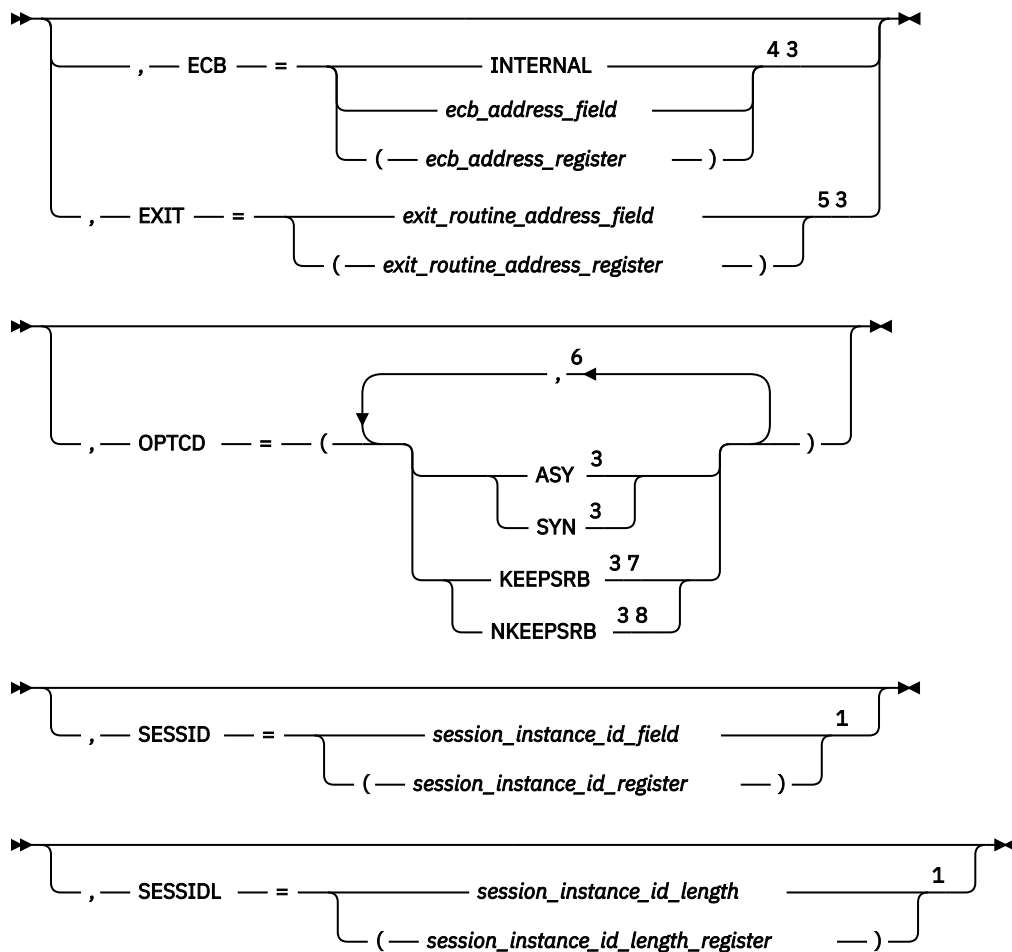 , ECB = INTERNAL 4 3
ecb_address_field
( ecb_address_register )
, EXIT = exit_routine_address_field 5 3
( exit_routine_address_register )
, 6
, OPTCD = ( )
ASY 3
SYN 3
KEEPSRB 3 7
NKEEPSRB 3 8
, SESSID = session_instance_id_field 1
( session_instance_id_register )
, SESSIDL = session_instance_id_length 1
( session_instance_id_length_register )